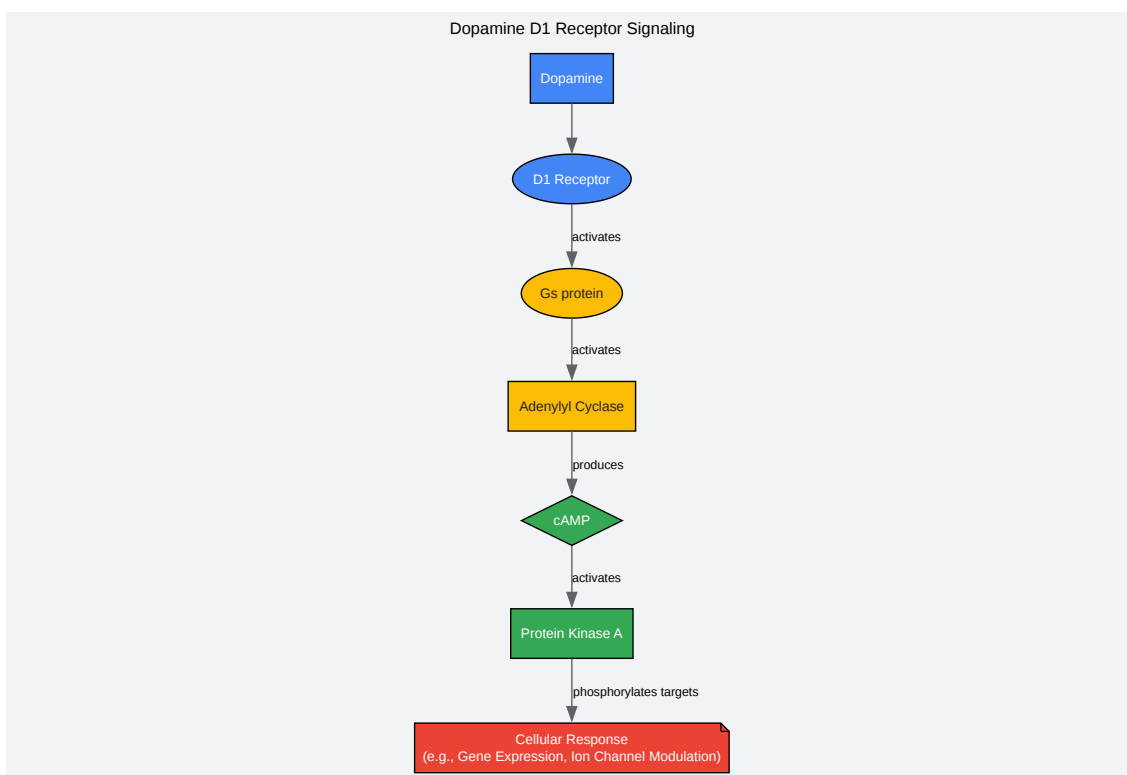 Dopamine D1 Receptor Signaling
Dopamine
D1 Receptor
activates
Gs protein
activates
Adenylyl Cyclase
produces
cAMP
activates
Protein Kinase A
phosphorylates targets
Cellular Response
(e.g., Gene Expression, Ion Channel Modulation)